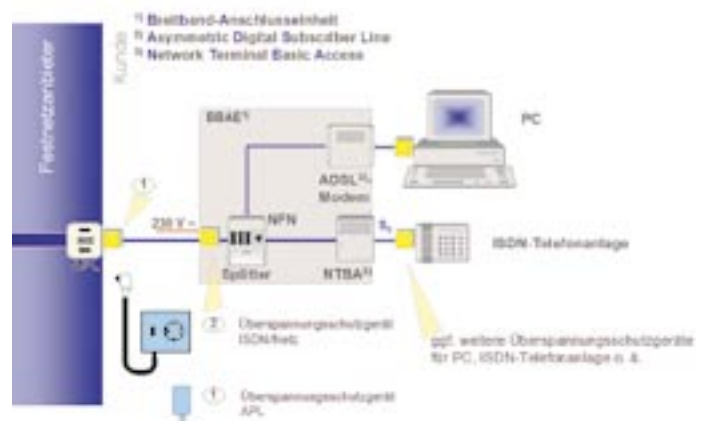 Festnetzanbieter
Kunde
1) Breitband-Anschlusseinheit
2) Asymmetric Digital Subscriber Line
3) Network Terminal Basic Access
BBAE1)
PC
ADSL2)-
Modem
1
230 V ~
NFN
S0
ISDN-Telefonanlage
APL
Splitter
NTBA3)
2 Überspannungsschutzgerät
ISDN/Netz
ggf. weitere Überspannungsschutzgeräte
für PC, ISDN-Telefonanlage o. ä.
1 Überspannungsschutzgerät
APL